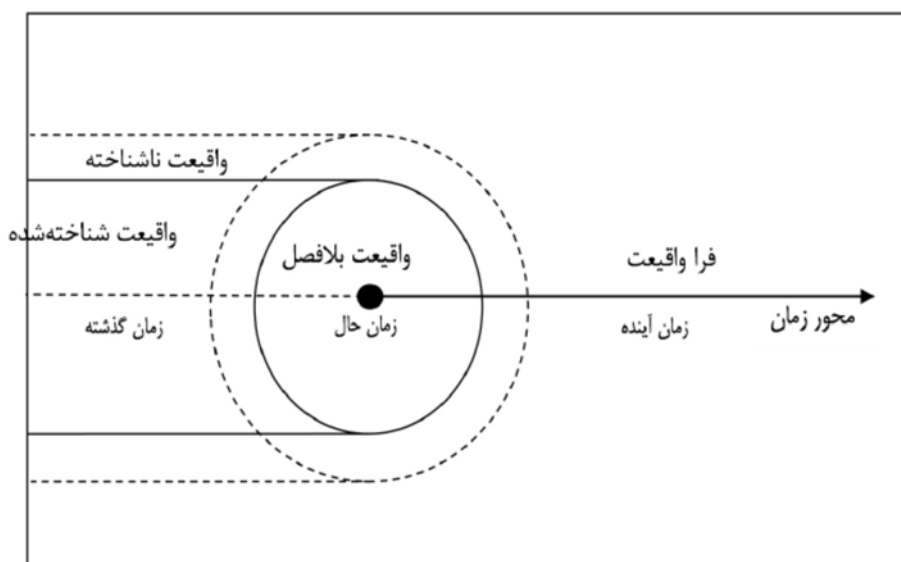 واقیعت ناشناخته
واقیعت شناخته‌شده
واقیعت بلافصل
فرا واقیعت
محور زمان
زمان آینده
زمان حال
زمان گذشته